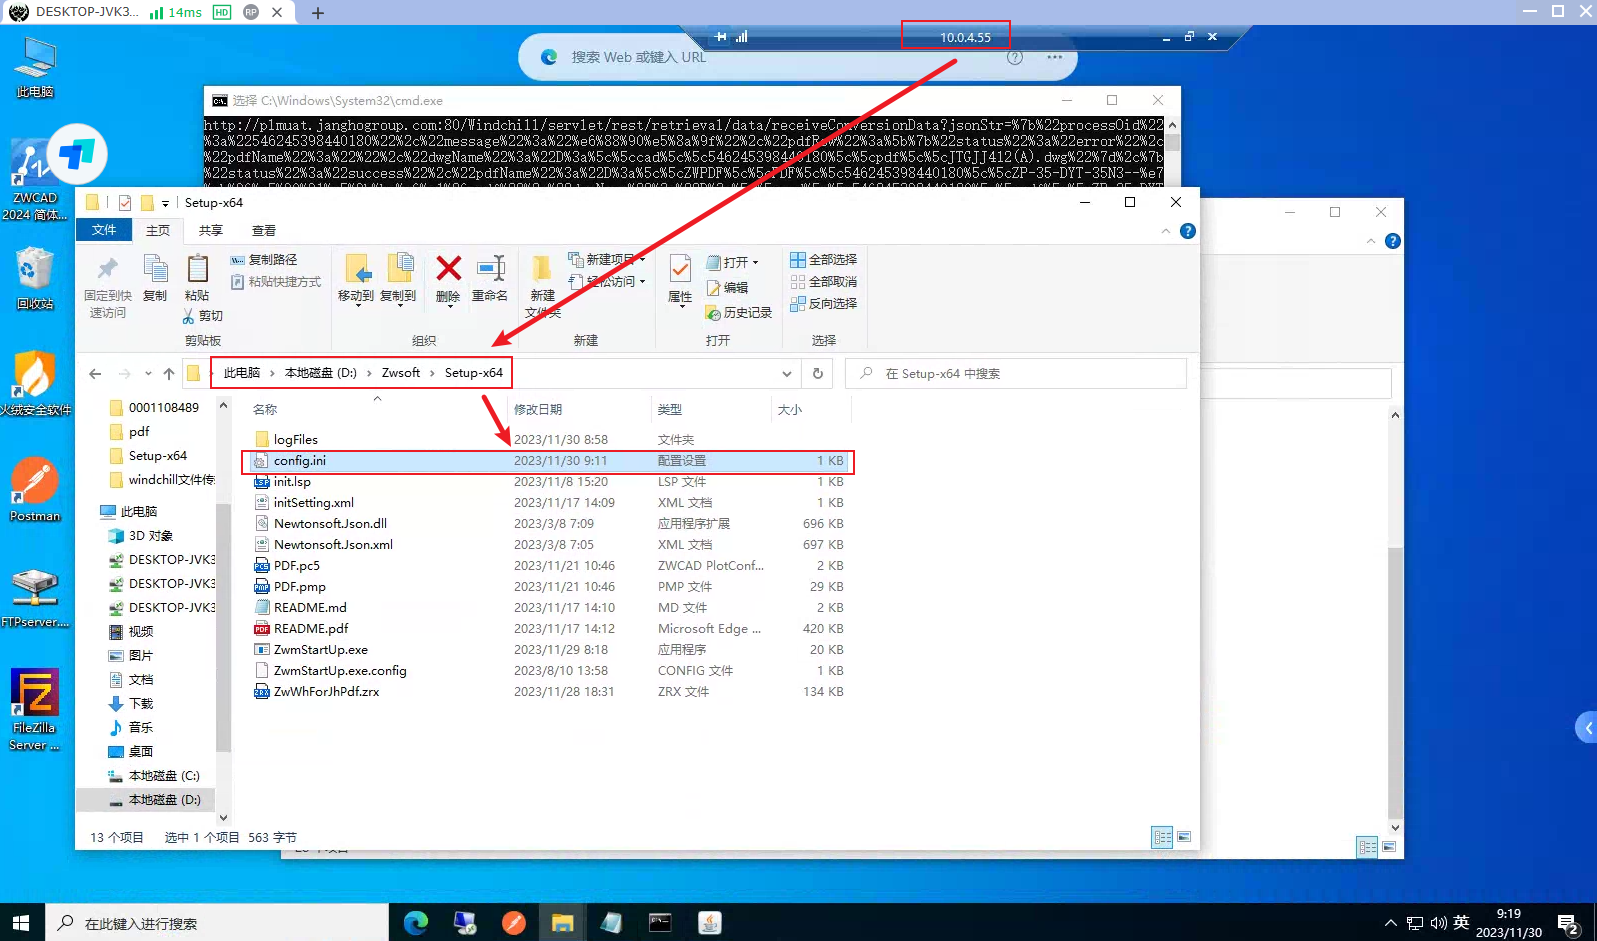 DESKTOP-JVK3... 14ms HD RP
10.0.4.55
搜索 Web 或键入 URL
此电脑
ZWCAD
2024 简体...
回收站
火绒安全软件
Postman
FTPserver....
FileZilla
Server ...
选择 C:\Windows\System32\cmd.exe
http://plmuat.janghogroup.com:80/Windchill/servlet/rest/retrieval/data/receiveConversionData?jsonStr=%7b%22processOid%22
%3a%22546245398440180%22%2c%22message%22%3a%22%e6%88%90%e5%8a%9f%22%2c%22pdfRow%22%3a%5b%7b%22status%22%3a%22error%22%2c
%22pdfName%22%3a%22%22%2c%22dwgName%22%3a%22D%3a%5c%5ccad%5c%5c546245398440180%5c%5cpdf%5c%5cJTGJJ412(A).dwg%22%7d%2c%7b
%22status%22%3a%22success%22%2c%22pdfName%22%3a%22D%3a%5c%5cZWPDF%5c%5cPDF%5c%5c546245398440180%5c%5cZP-35-DYT-35N3--%e7
Setup-x64
文件 主页 共享 查看
固定到快速访问
复制
粘贴
复制路径
粘贴快捷方式
剪切
剪贴板
移动到 复制到 删除 重命名
组织
新建文件夹
新建项目
轻松访问
新建
属性
打开
编辑
历史记录
打开
全部选择
全部取消
反向选择
选择
此电脑 › 本地磁盘 (D:) › Zwsoft › Setup-x64
在 Setup-x64 中搜索
0001108489
pdf
Setup-x64
windchill文件传
此电脑
3D 对象
DESKTOP-JVK3
DESKTOP-JVK3
DESKTOP-JVK3
视频
图片
文档
下载
音乐
桌面
本地磁盘 (C:)
本地磁盘 (D:)
名称 修改日期 类型 大小
logFiles 2023/11/30 8:58 文件夹
config.ini 2023/11/30 9:11 配置设置 1 KB
init.lsp 2023/11/8 15:20 LSP 文件 1 KB
initSetting.xml 2023/11/17 14:09 XML 文档 1 KB
Newtonsoft.Json.dll 2023/3/8 7:09 应用程序扩展 696 KB
Newtonsoft.Json.xml 2023/3/8 7:05 XML 文档 697 KB
PDF.pc5 2023/11/21 10:46 ZWCAD PlotConf... 2 KB
PDF.pmp 2023/11/21 10:46 PMP 文件 29 KB
README.md 2023/11/17 14:10 MD 文件 2 KB
README.pdf 2023/11/17 14:12 Microsoft Edge ... 420 KB
ZwmStartUp.exe 2023/11/29 8:18 应用程序 20 KB
ZwmStartUp.exe.config 2023/8/10 13:58 CONFIG 文件 1 KB
ZwWhForJhPdf.zrx 2023/11/28 18:31 ZRX 文件 134 KB
13 个项目 选中 1 个项目 563 字节
在此键入进行搜索
英
9:19
2023/11/30
2